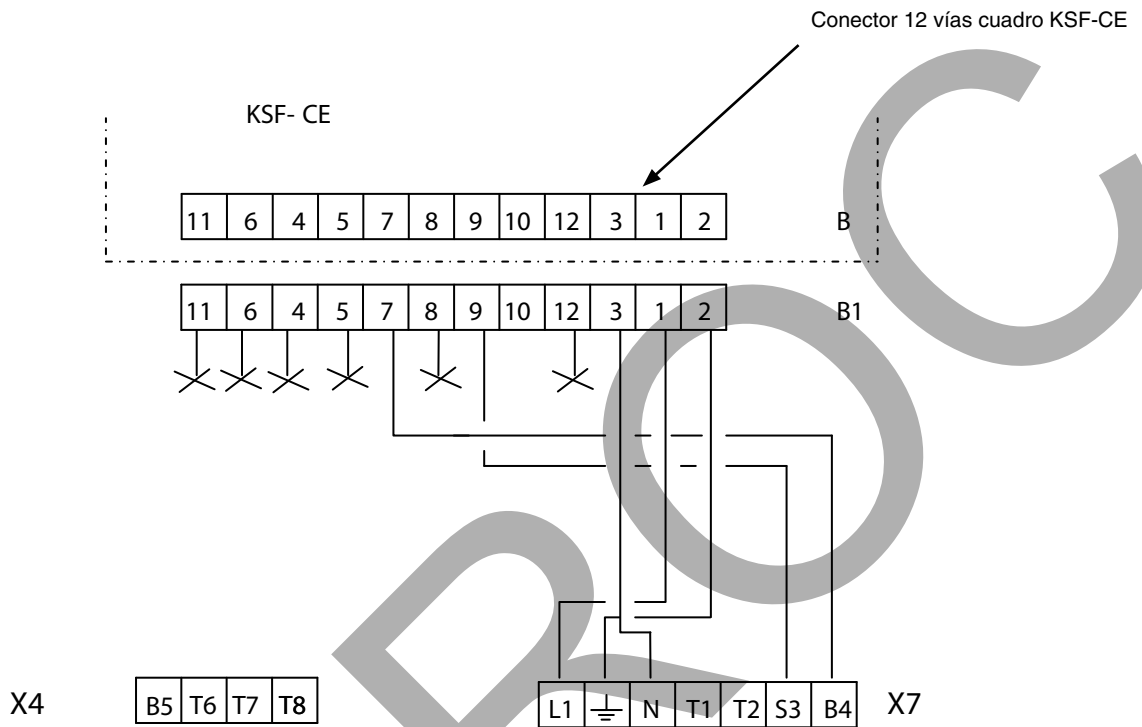 Conector 12 vías cuadro KSF-CE
KSF- CE
11 6 4 5 7 8 9 10 12 3 1 2 B
11 6 4 5 7 8 9 10 12 3 1 2 B1
X4 B5 T6 T7 T8 L1 N T1 T2 S3 B4 X7
ROC